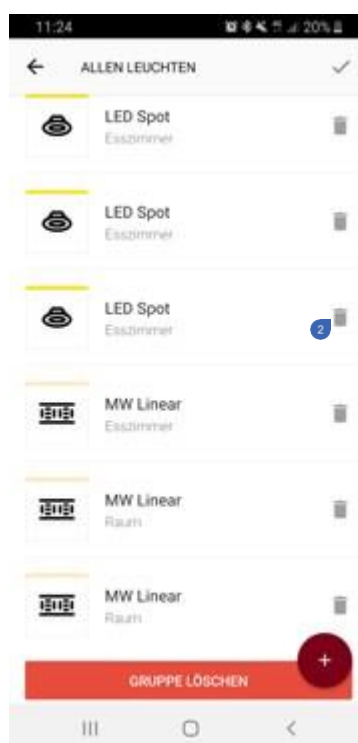 11:24
20%
ALLEN LEUCHTEN
LED Spot
Esszimmer
LED Spot
Esszimmer
LED Spot
Esszimmer
2
MW Linear
Esszimmer
MW Linear
Raum
MW Linear
Raum
+
GRUPPE LÖSCHEN